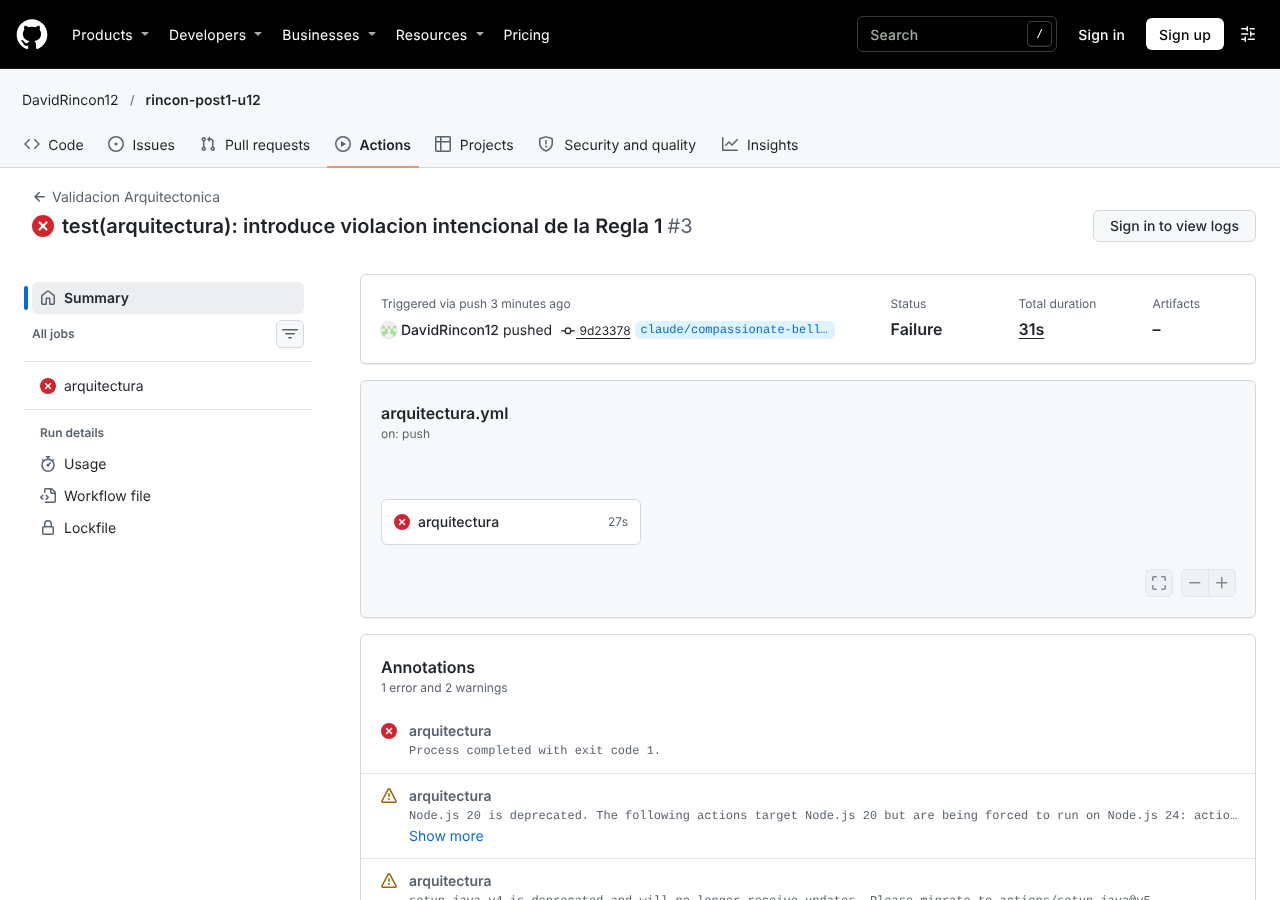 Products Developers Businesses Resources Pricing Search / Sign in Sign up
DavidRincon12 / rincon-post1-u12
Code Issues Pull requests Actions Projects Security and quality Insights
Validacion Arquitectonica
test(arquitectura): introduce violacion intencional de la Regla 1 #3
Sign in to view logs
Summary
All jobs
arquitectura
Run details
Usage
Workflow file
Lockfile
Triggered via push 3 minutes ago
DavidRincon12 pushed 9d23378 claude/compassionate-bell…
Status
Failure
Total duration
31s
Artifacts
–
arquitectura.yml
on: push
arquitectura 27s
Annotations
1 error and 2 warnings
arquitectura
Process completed with exit code 1.
arquitectura
Node.js 20 is deprecated. The following actions target Node.js 20 but are being forced to run on Node.js 24: actio…
Show more
arquitectura